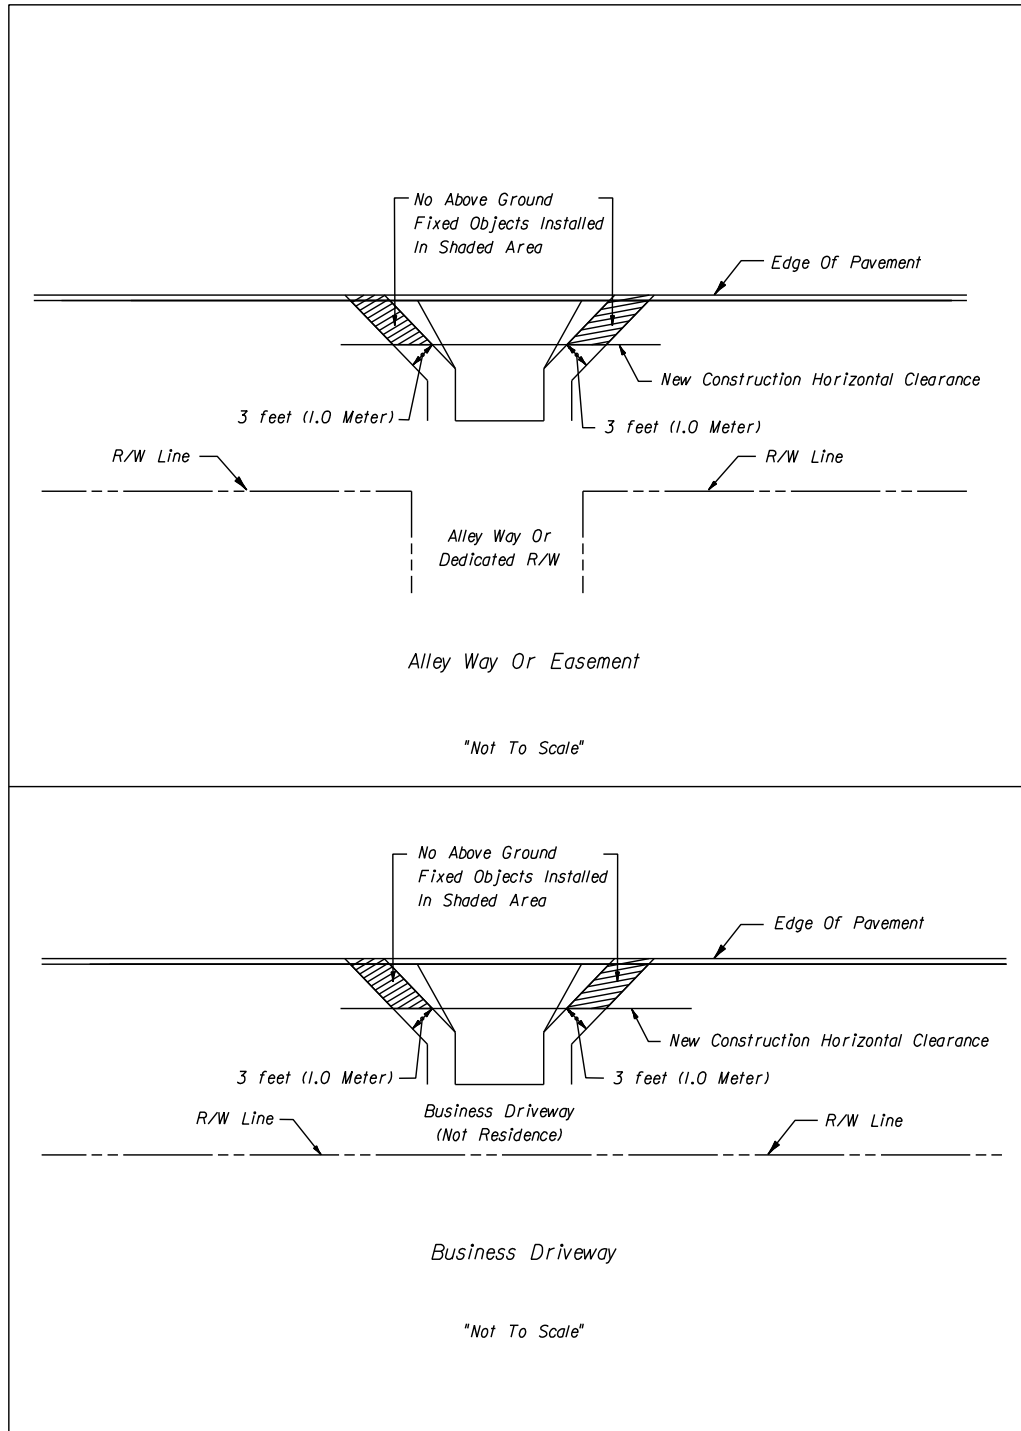 No Above Ground
Fixed Objects Installed
In Shaded Area
Edge Of Pavement
New Construction Horizontal Clearance
3 feet (1.0 Meter)
3 feet (1.0 Meter)
R/W Line
R/W Line
Alley Way Or
Dedicated R/W
Alley Way Or Easement
"Not To Scale"
No Above Ground
Fixed Objects Installed
In Shaded Area
Edge Of Pavement
New Construction Horizontal Clearance
3 feet (1.0 Meter)
3 feet (1.0 Meter)
Business Driveway
(Not Residence)
R/W Line
R/W Line
Business Driveway
"Not To Scale"